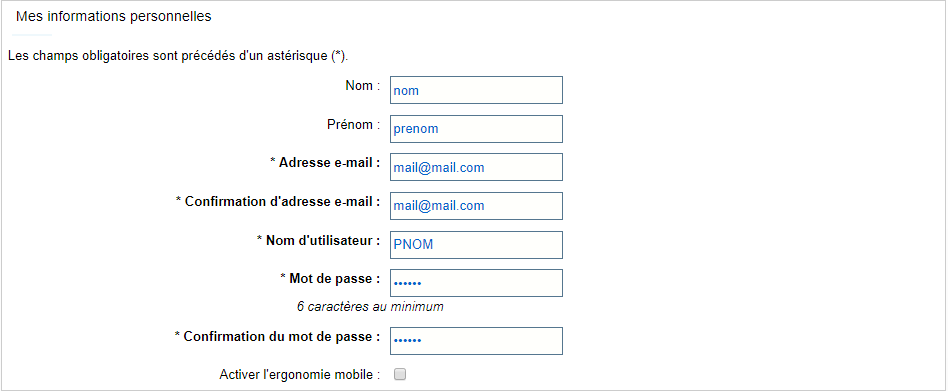 Mes informations personnelles
Les champs obligatoires sont précédés d'un astérisque (*).
Nom : nom
Prénom : prenom
* Adresse e-mail : mail@mail.com
* Confirmation d'adresse e-mail : mail@mail.com
* Nom d'utilisateur : PNOM
* Mot de passe : ••••••
6 caractères au minimum
* Confirmation du mot de passe : ••••••
Activer l'ergonomie mobile :